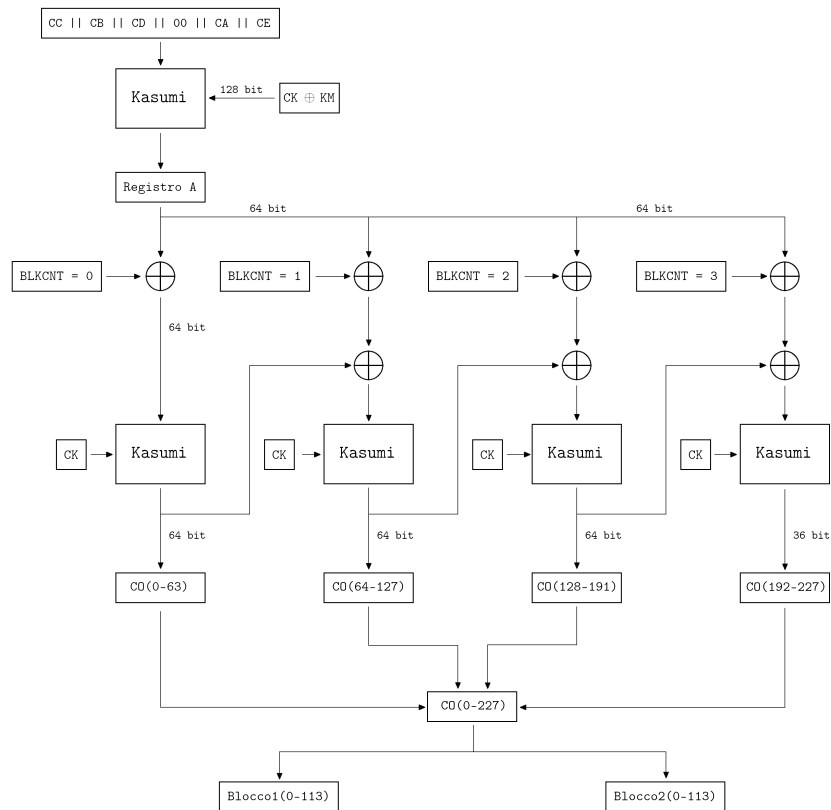 CC || CB || CD || 00 || CA || CE
Kasumi
128 bit
CK ⊕ KM
Registro A
64 bit
64 bit
BLKCNT = 0
BLKCNT = 1
BLKCNT = 2
BLKCNT = 3
64 bit
CK
Kasumi
CK
Kasumi
CK
Kasumi
CK
Kasumi
64 bit
64 bit
64 bit
36 bit
CO(0-63)
CO(64-127)
CO(128-191)
CO(192-227)
CO(0-227)
Blocco1(0-113)
Blocco2(0-113)